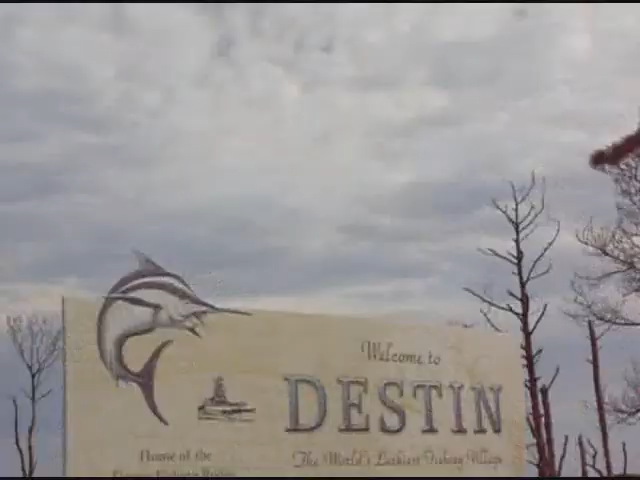 Welcome to
DESTIN
The World's Luckiest Fishing Village
Home of the